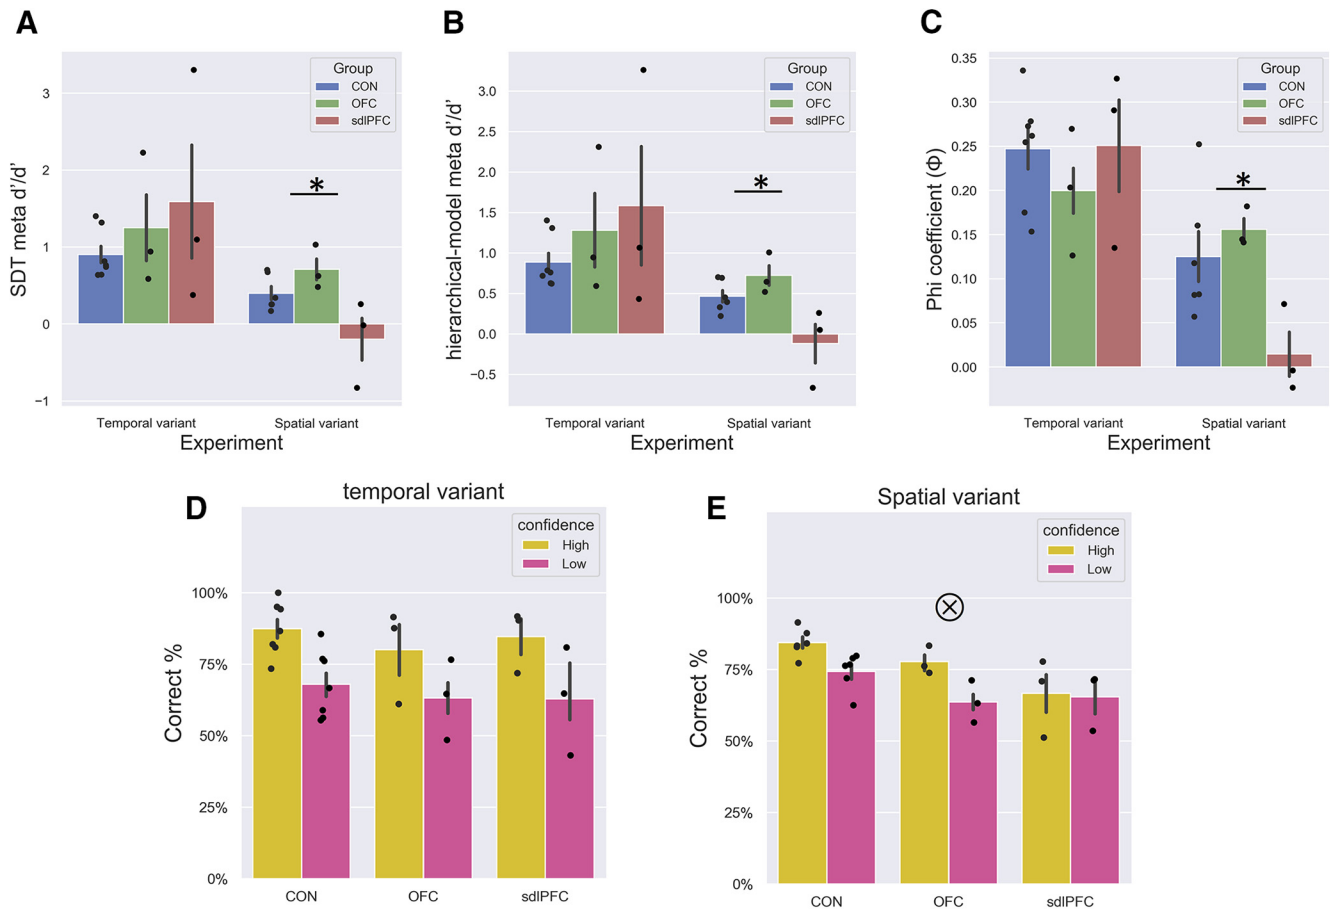 A
SDT meta d'/d'
3
2
1
0
−1
Group
CON
OFC
sdlPFC
*
Temporal variant
Spatial variant
Experiment
B
hierarchical-model meta d'/d'
3.0
2.5
2.0
1.5
1.0
0.5
0.0
−0.5
Group
CON
OFC
sdlPFC
*
Temporal variant
Spatial variant
Experiment
C
Phi coefficient (Φ)
0.35
0.30
0.25
0.20
0.15
0.10
0.05
0.00
Group
CON
OFC
sdlPFC
*
Temporal variant
Spatial variant
Experiment
D
temporal variant
confidence
High
Low
Correct %
100%
75%
50%
25%
0%
CON
OFC
sdlPFC
E
Spatial variant
confidence
High
Low
Correct %
100%
75%
50%
25%
0%
CON
OFC
sdlPFC